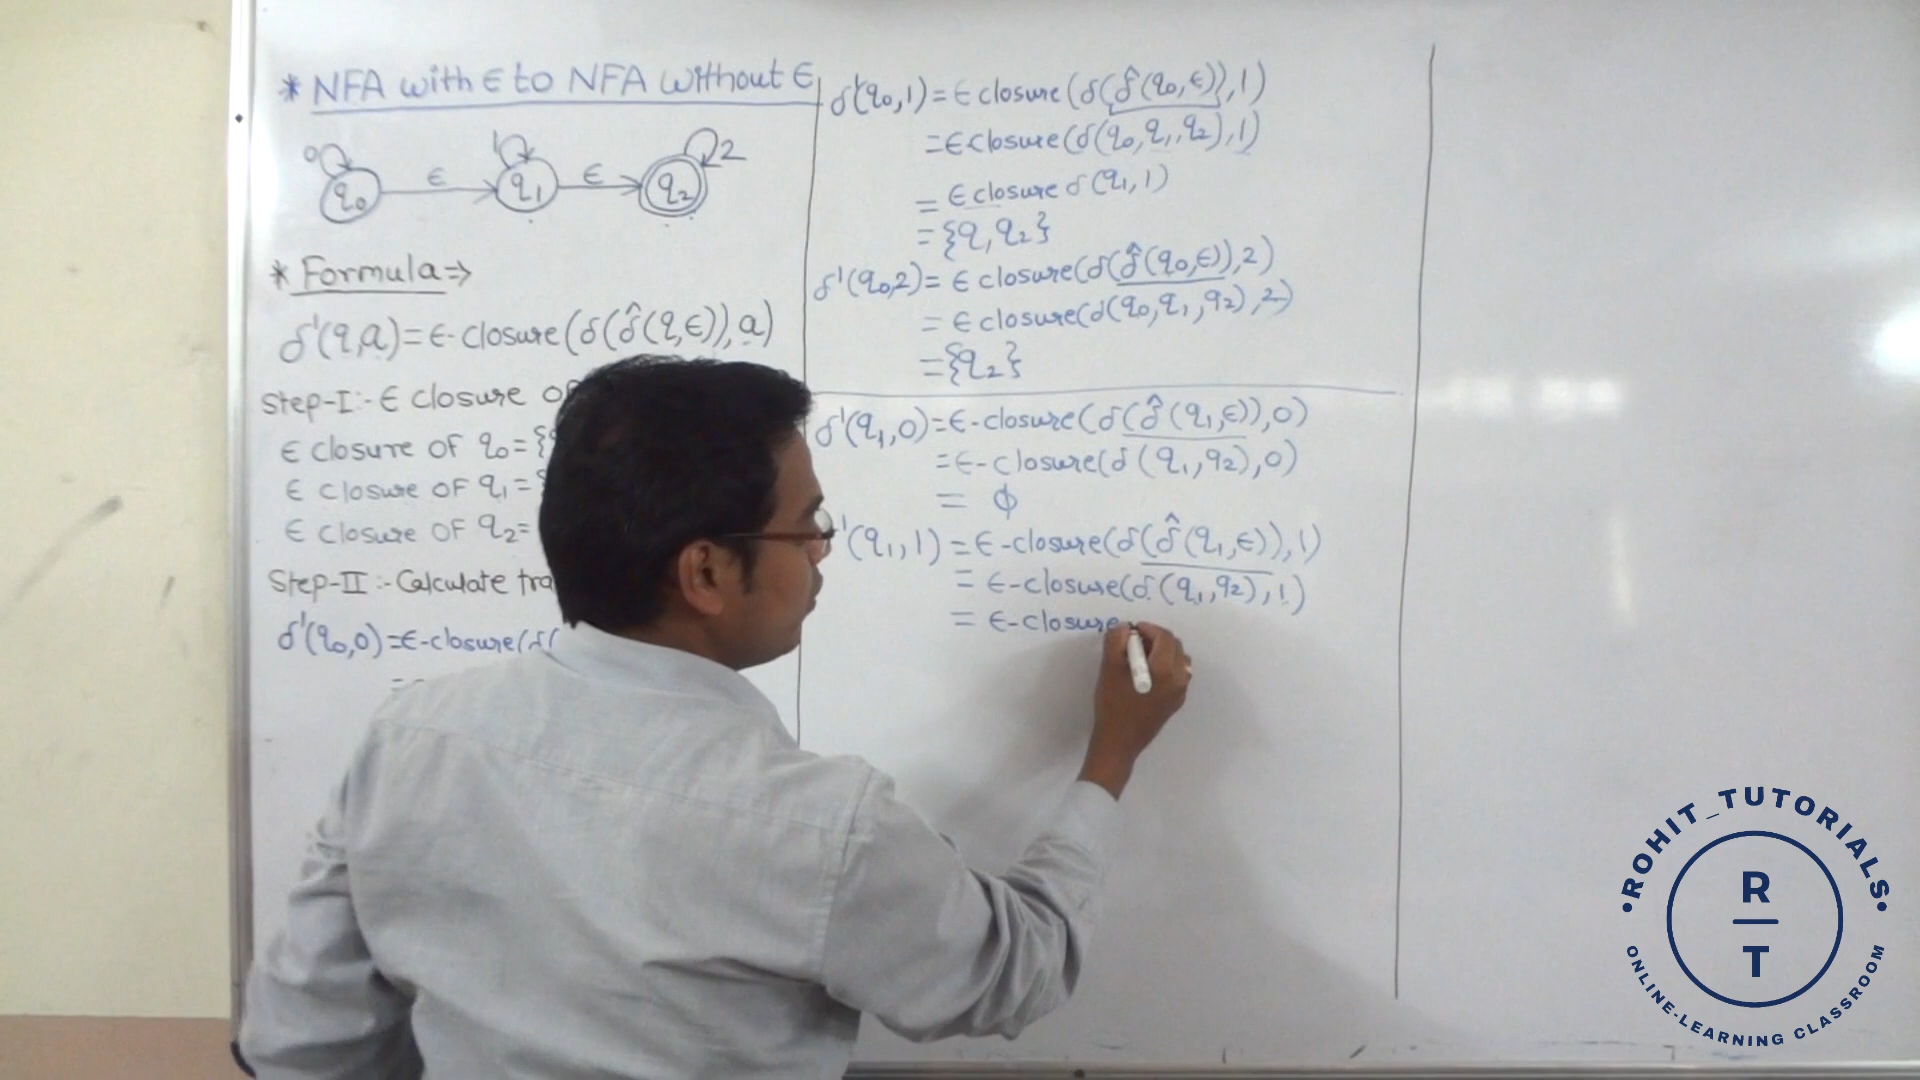 * NFA with ε to NFA without ε
0 1 2
q0 ε q1 ε q2
* Formula ⇒
δ'(q,a)=ε-closure(δ(δ̂(q,ε)),a)
Step-I:- ε closure of
ε closure of q0={
ε closure of q1={
ε closure of q2=
Step-II:- Calculate
δ'(q0,0)=ε-closure(δ(
=
δ'(q0,1)=ε closure(δ(δ̂(q0,ε)),1)
=ε closure(δ(q0,q1,q2),1)
= ε closure δ(q1,1)
={q,q2}
δ'(q0,2)= ε closure(δ(δ̂(q0,ε)),2)
= ε closure(δ(q0,q1,q2),2)
={q2}
δ'(q1,0)=ε-closure(δ(δ̂(q1,ε)),0)
=ε-closure(δ(q1,q2),0)
= ϕ
'(q1,1)=ε-closure(δ(δ̂(q1,ε)),1)
= ε-closure(δ(q1,q2),1)
= ε-closure
•ROHIT_TUTORIALS•
R
T
ONLINE-LEARNING CLASSROOM